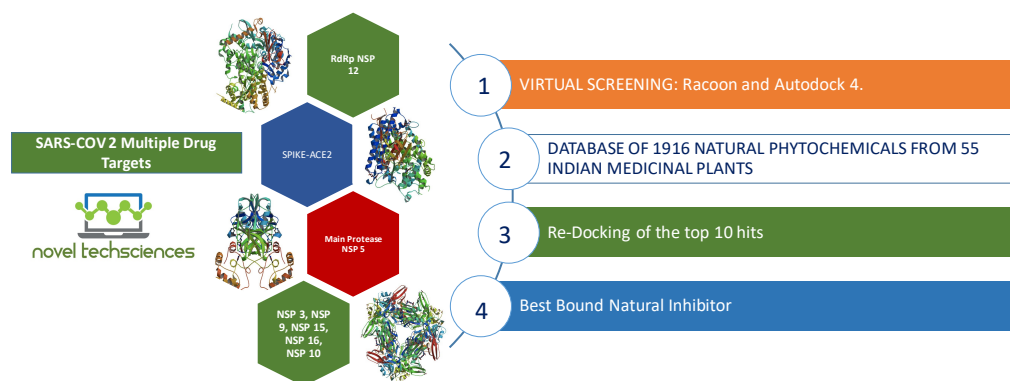 SARS-COV 2 Multiple Drug
Targets
novel techsciences
RdRp NSP
12
SPIKE-ACE2
Main Protease
NSP 5
NSP 3, NSP
9, NSP 15,
NSP 16,
NSP 10
1
VIRTUAL SCREENING: Racoon and Autodock 4.
2
DATABASE OF 1916 NATURAL PHYTOCHEMICALS FROM 55
INDIAN MEDICINAL PLANTS
3
Re-Docking of the top 10 hits
4
Best Bound Natural Inhibitor